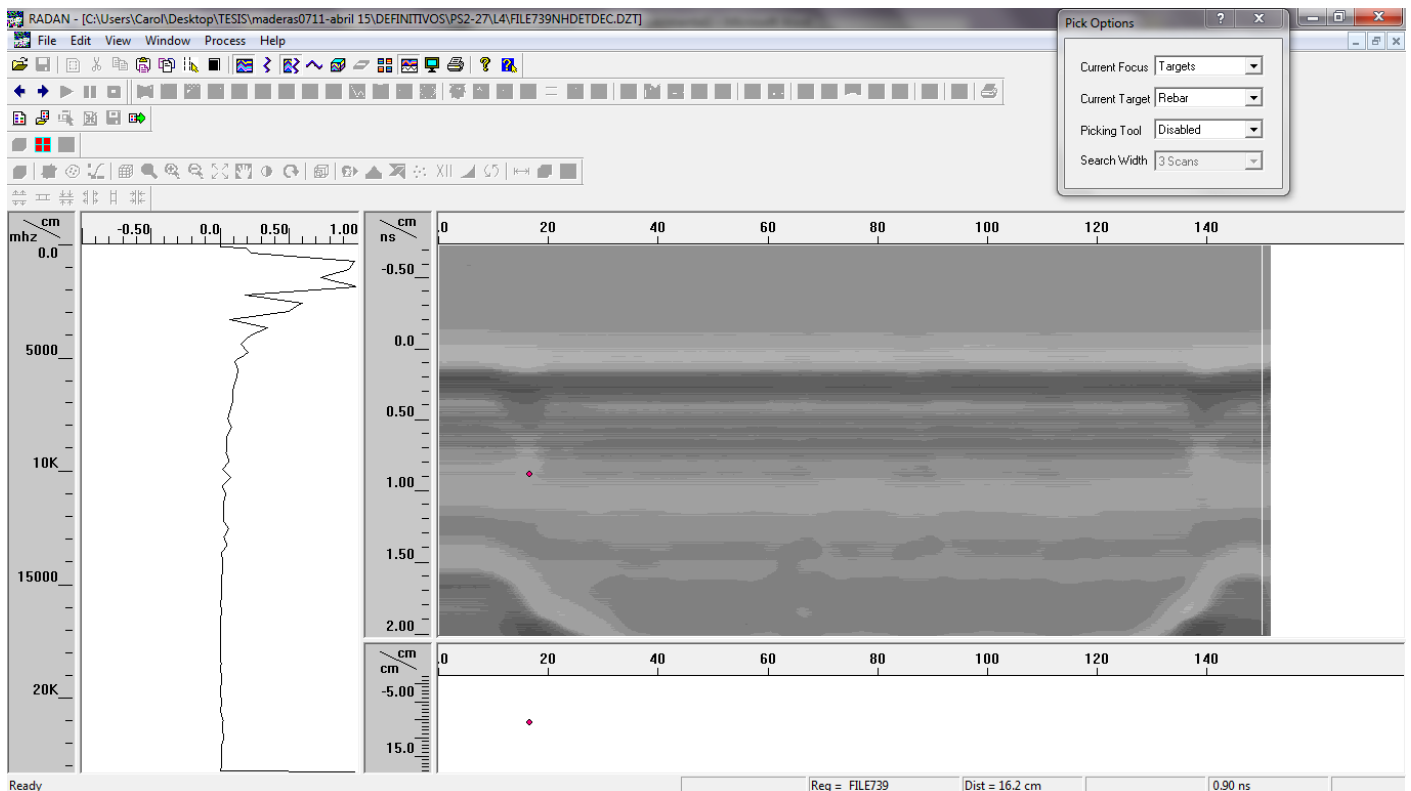 RADAN - [C:\Users\Carol\Desktop\TESIS\maderas0711-abril 15\DEFINITIVOS\PS2-27\L4\FILE739NHDETDEC.DZT]
File Edit View Window Process Help
Pick Options
Current Focus Targets
Current Target Rebar
Picking Tool Disabled
Search Width 3 Scans
cm
mhz
-0.50 0.0 0.50 1.00
0.0
5000
10K
15000
20K
cm
ns
.0 20 40 60 80 100 120 140
-0.50
0.0
0.50
1.00
1.50
2.00
cm
cm
.0 20 40 60 80 100 120 140
-5.00
15.0
Ready Reg = FILE739 Dist = 16.2 cm 0.90 ns